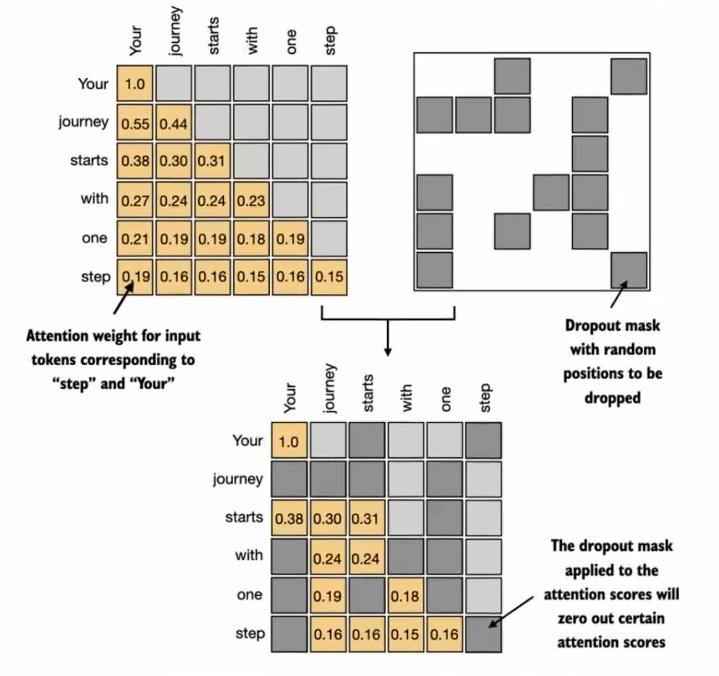 Your journey starts with one step
Your 1.0
journey 0.55 0.44
starts 0.38 0.30 0.31
with 0.27 0.24 0.24 0.23
one 0.21 0.19 0.19 0.18 0.19
step 0.19 0.16 0.16 0.15 0.16 0.15
Attention weight for input
tokens corresponding to
“step” and “Your”
Dropout mask
with random
positions to be
dropped
Your journey starts with one step
Your 1.0
journey
starts 0.38 0.30 0.31
with 0.24 0.24
one 0.19 0.18
step 0.16 0.16 0.15 0.16
The dropout mask
applied to the
attention scores will
zero out certain
attention scores